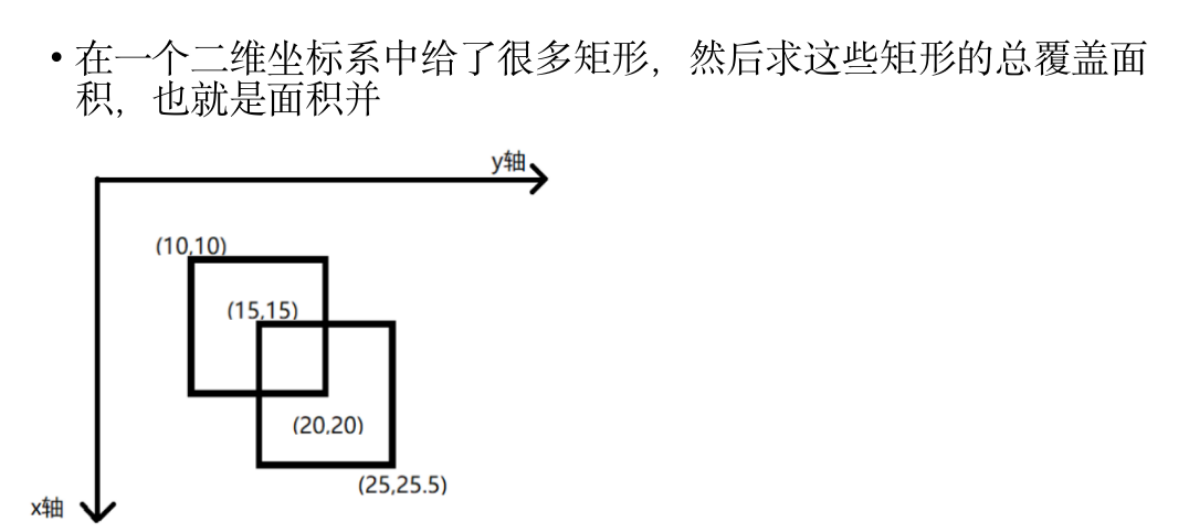 • 在一个二维坐标系中给了很多矩形，然后求这些矩形的总覆盖面
积，也就是面积并
y轴
(10,10)
(15,15)
(20,20)
(25,25.5)
x轴